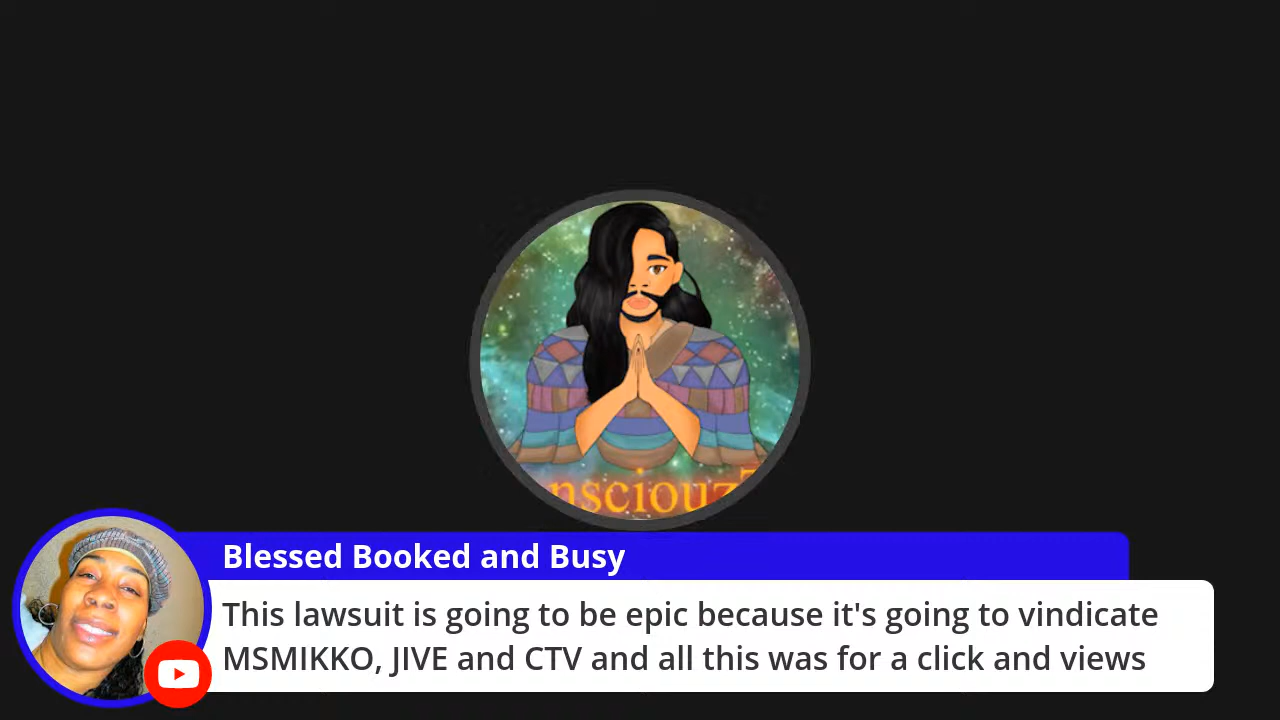 nsciouz
Blessed Booked and Busy
This lawsuit is going to be epic because it's going to vindicate
MSMIKKO, JIVE and CTV and all this was for a click and views